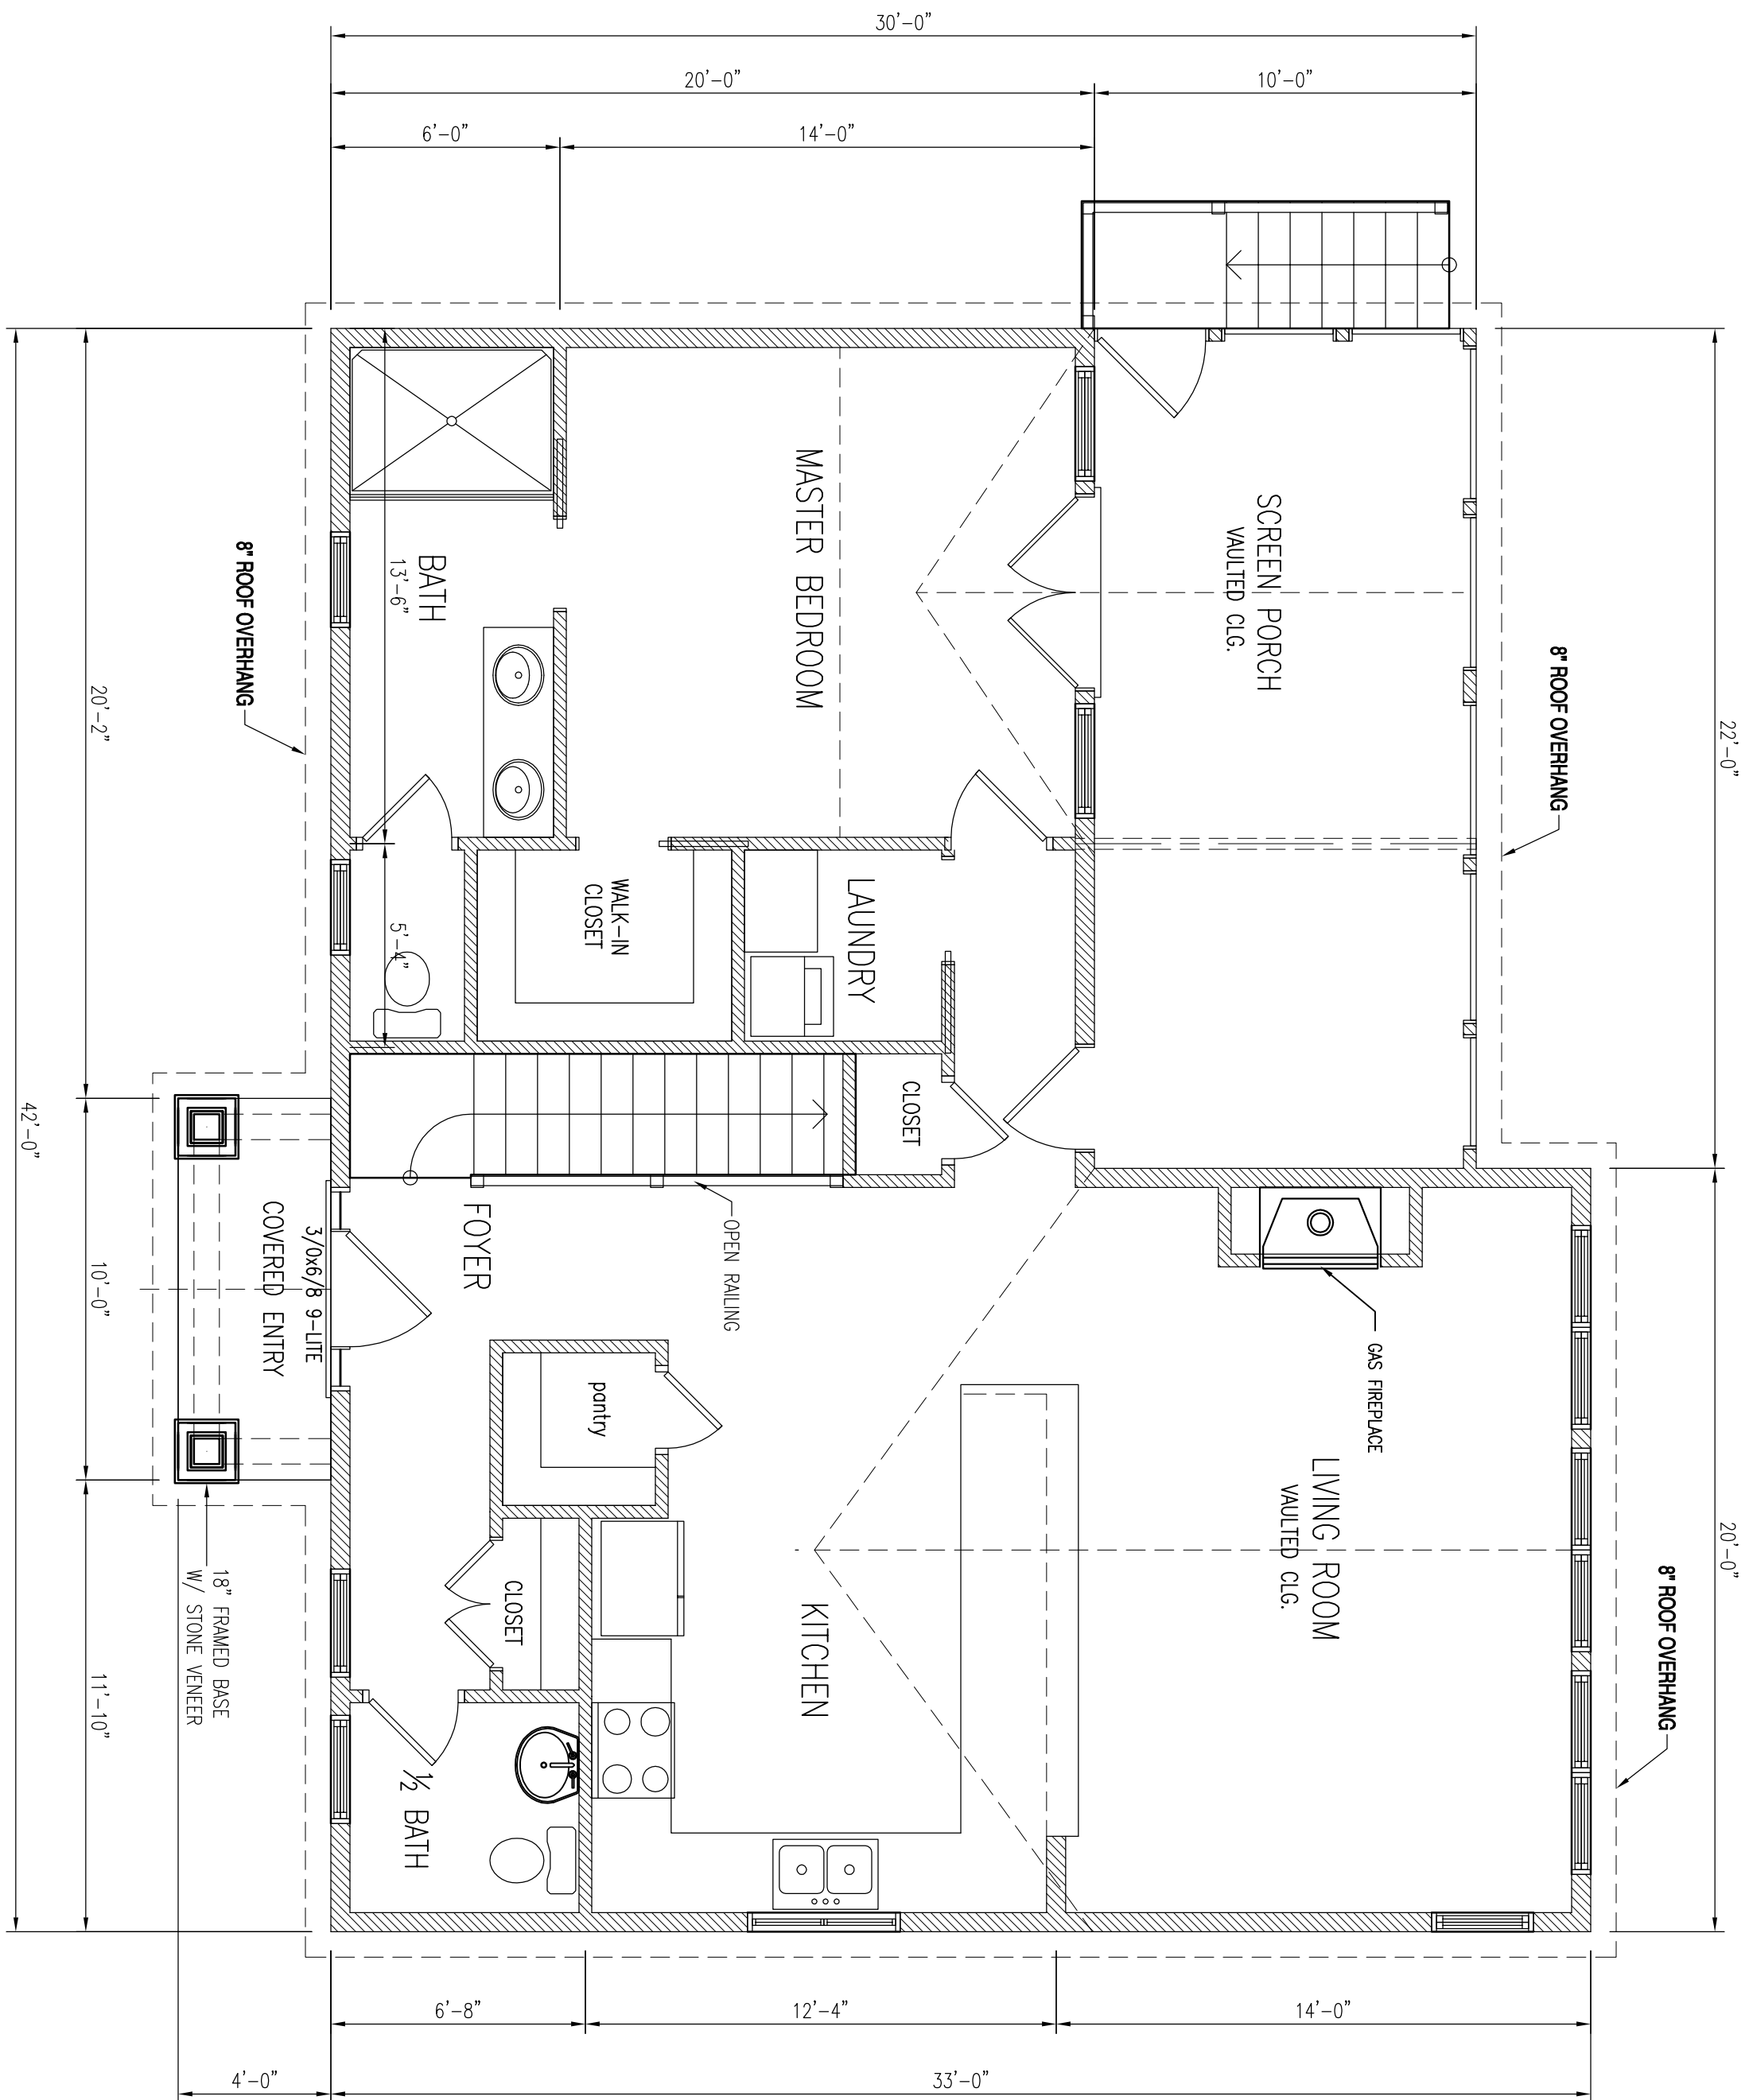 30'-0"
20'-0"
10'-0"
6'-0"
14'-0"
22'-0"
20'-0"
8" ROOF OVERHANG
8" ROOF OVERHANG
8" ROOF OVERHANG
SCREEN PORCH
VAULTED CLG.
MASTER BEDROOM
BATH
13'-6"
5'-4"
WALK-IN
CLOSET
LAUNDRY
CLOSET
OPEN RAILING
FOYER
GAS FIREPLACE
LIVING ROOM
VAULTED CLG.
KITCHEN
pantry
CLOSET
½ BATH
3/0x6/8 9-LITE
COVERED ENTRY
18" FRAMED BASE
W/ STONE VENEER
20'-2"
10'-0"
11'-10"
42'-0"
6'-8"
12'-4"
14'-0"
4'-0"
33'-0"